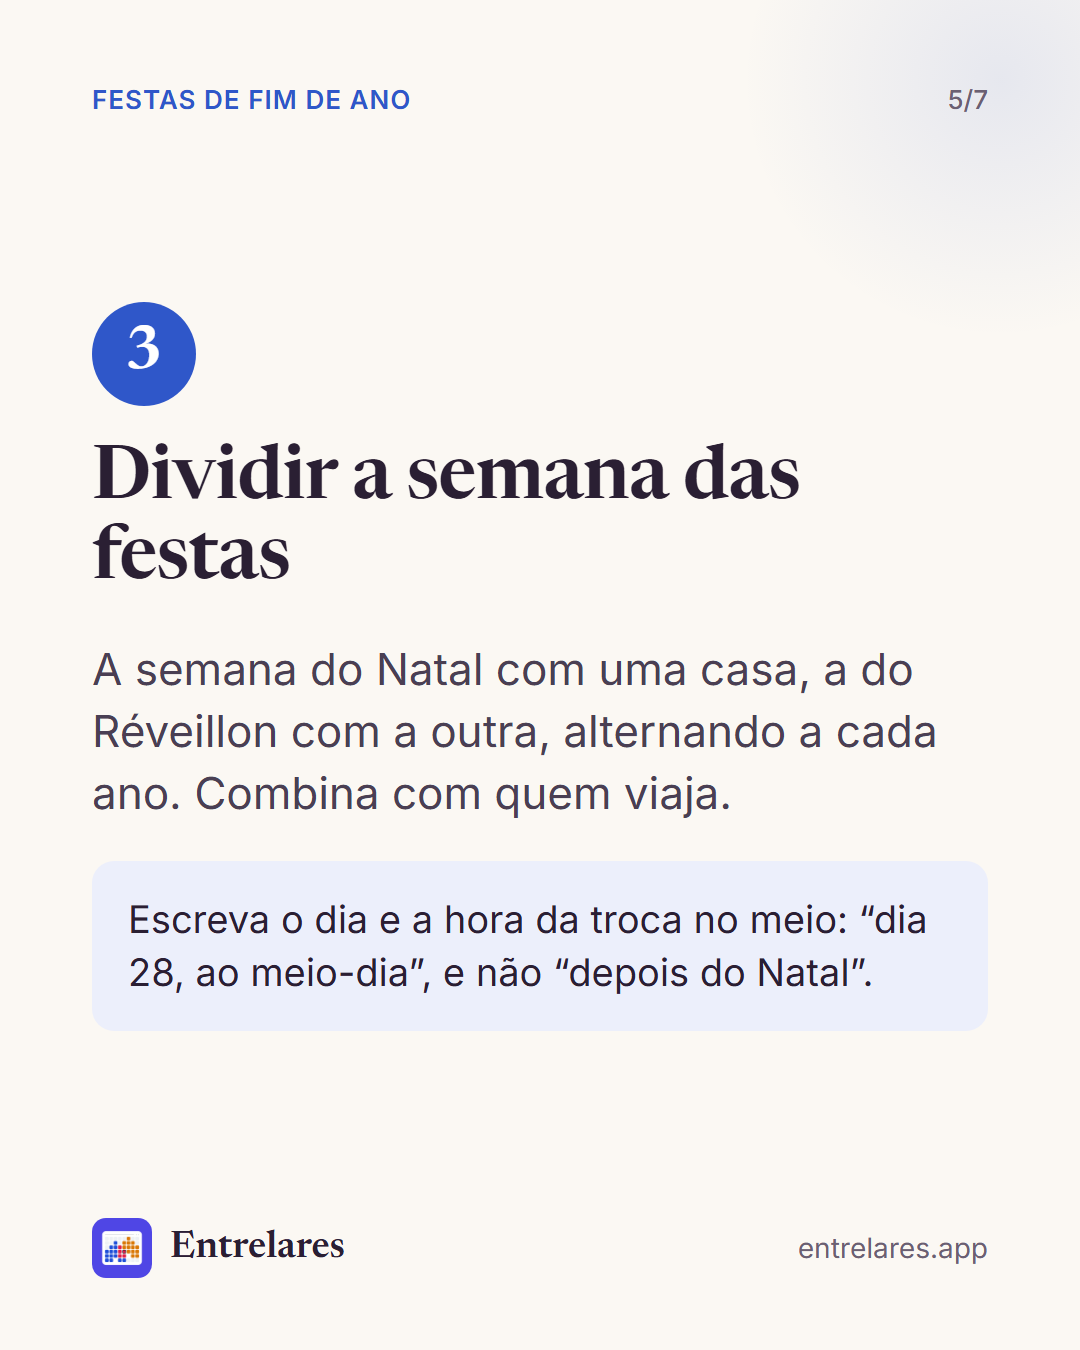 FESTAS DE FIM DE ANO
5/7
3
Dividir a semana das
festas
A semana do Natal com uma casa, a do
Réveillon com a outra, alternando a cada
ano. Combina com quem viaja.
Escreva o dia e a hora da troca no meio: “dia
28, ao meio-dia”, e não “depois do Natal”.
Entrelares
entrelares.app